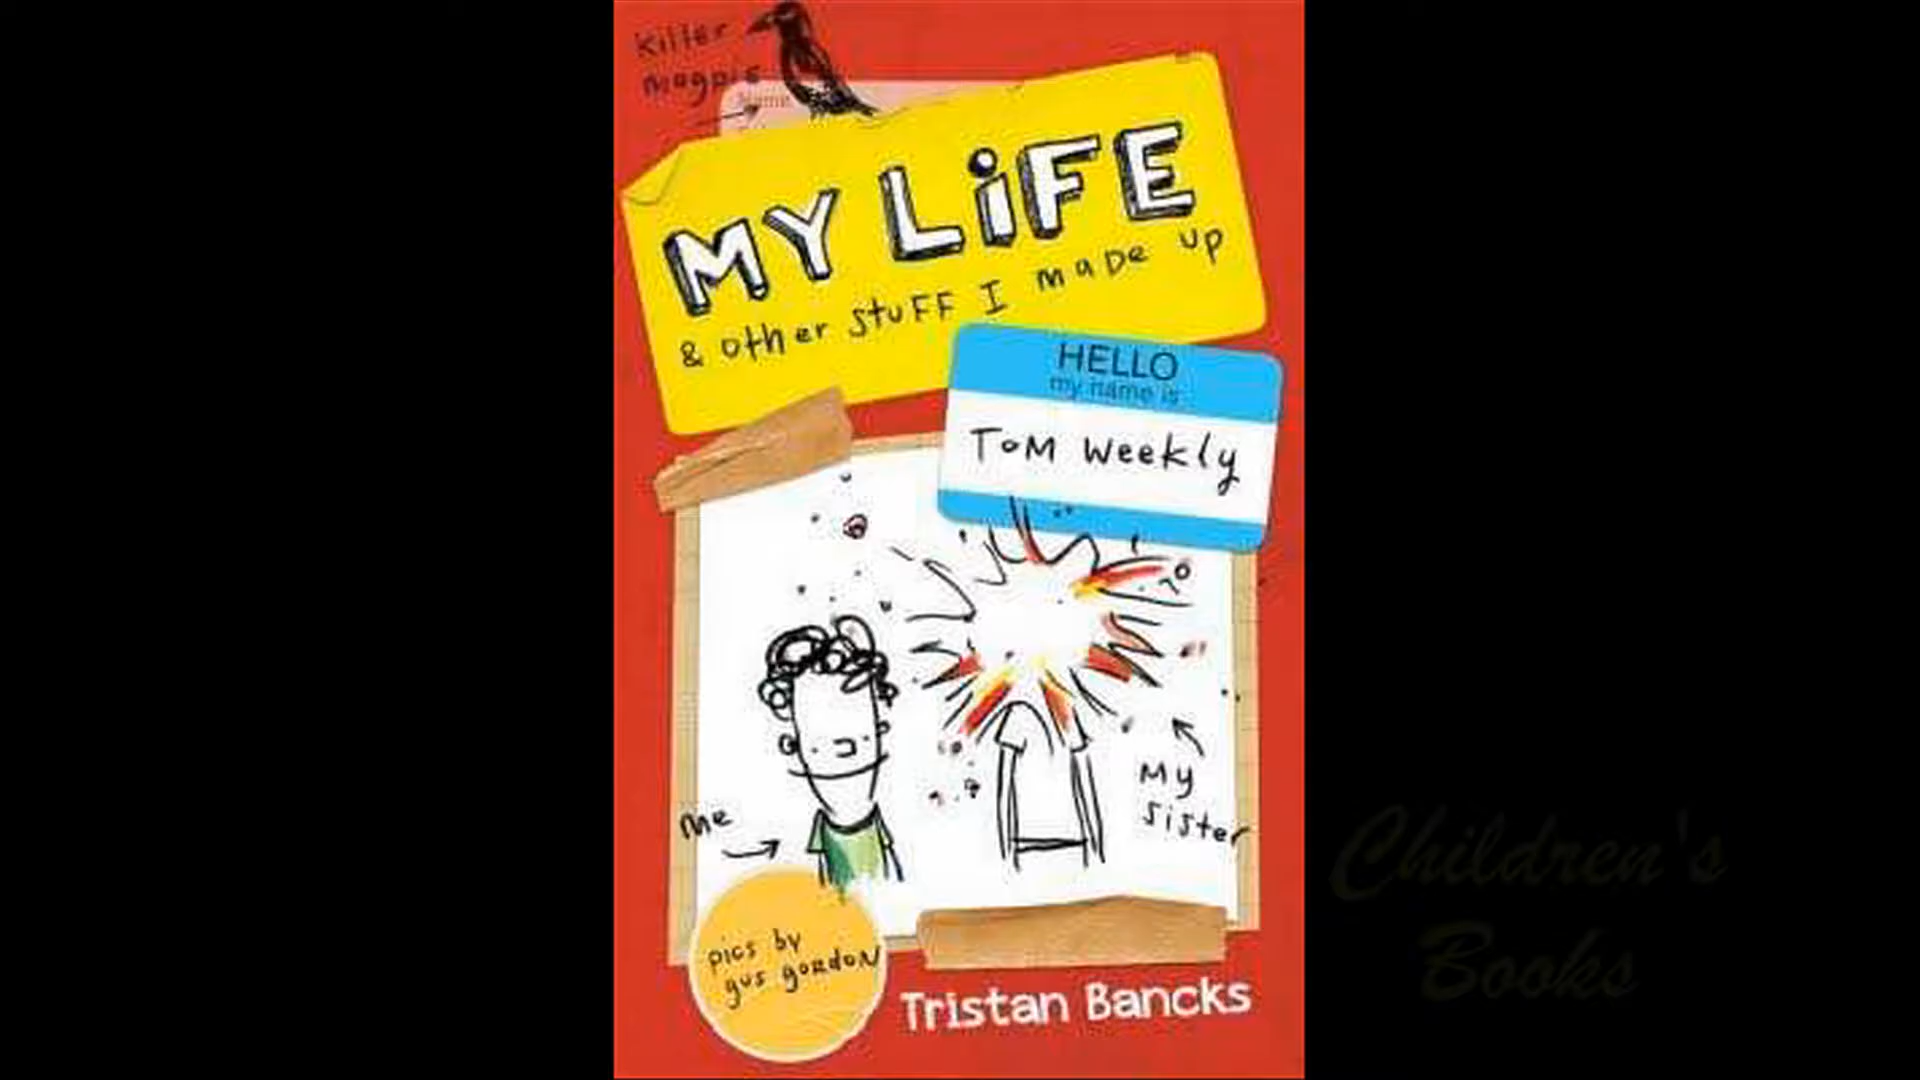 killer
magpie
Name
MY LiFE
& other stuFF I made up
HELLO
my name is
Tom Weekly
me
My
sister
pics by
gus gordon
Tristan Bancks
Children's
Books